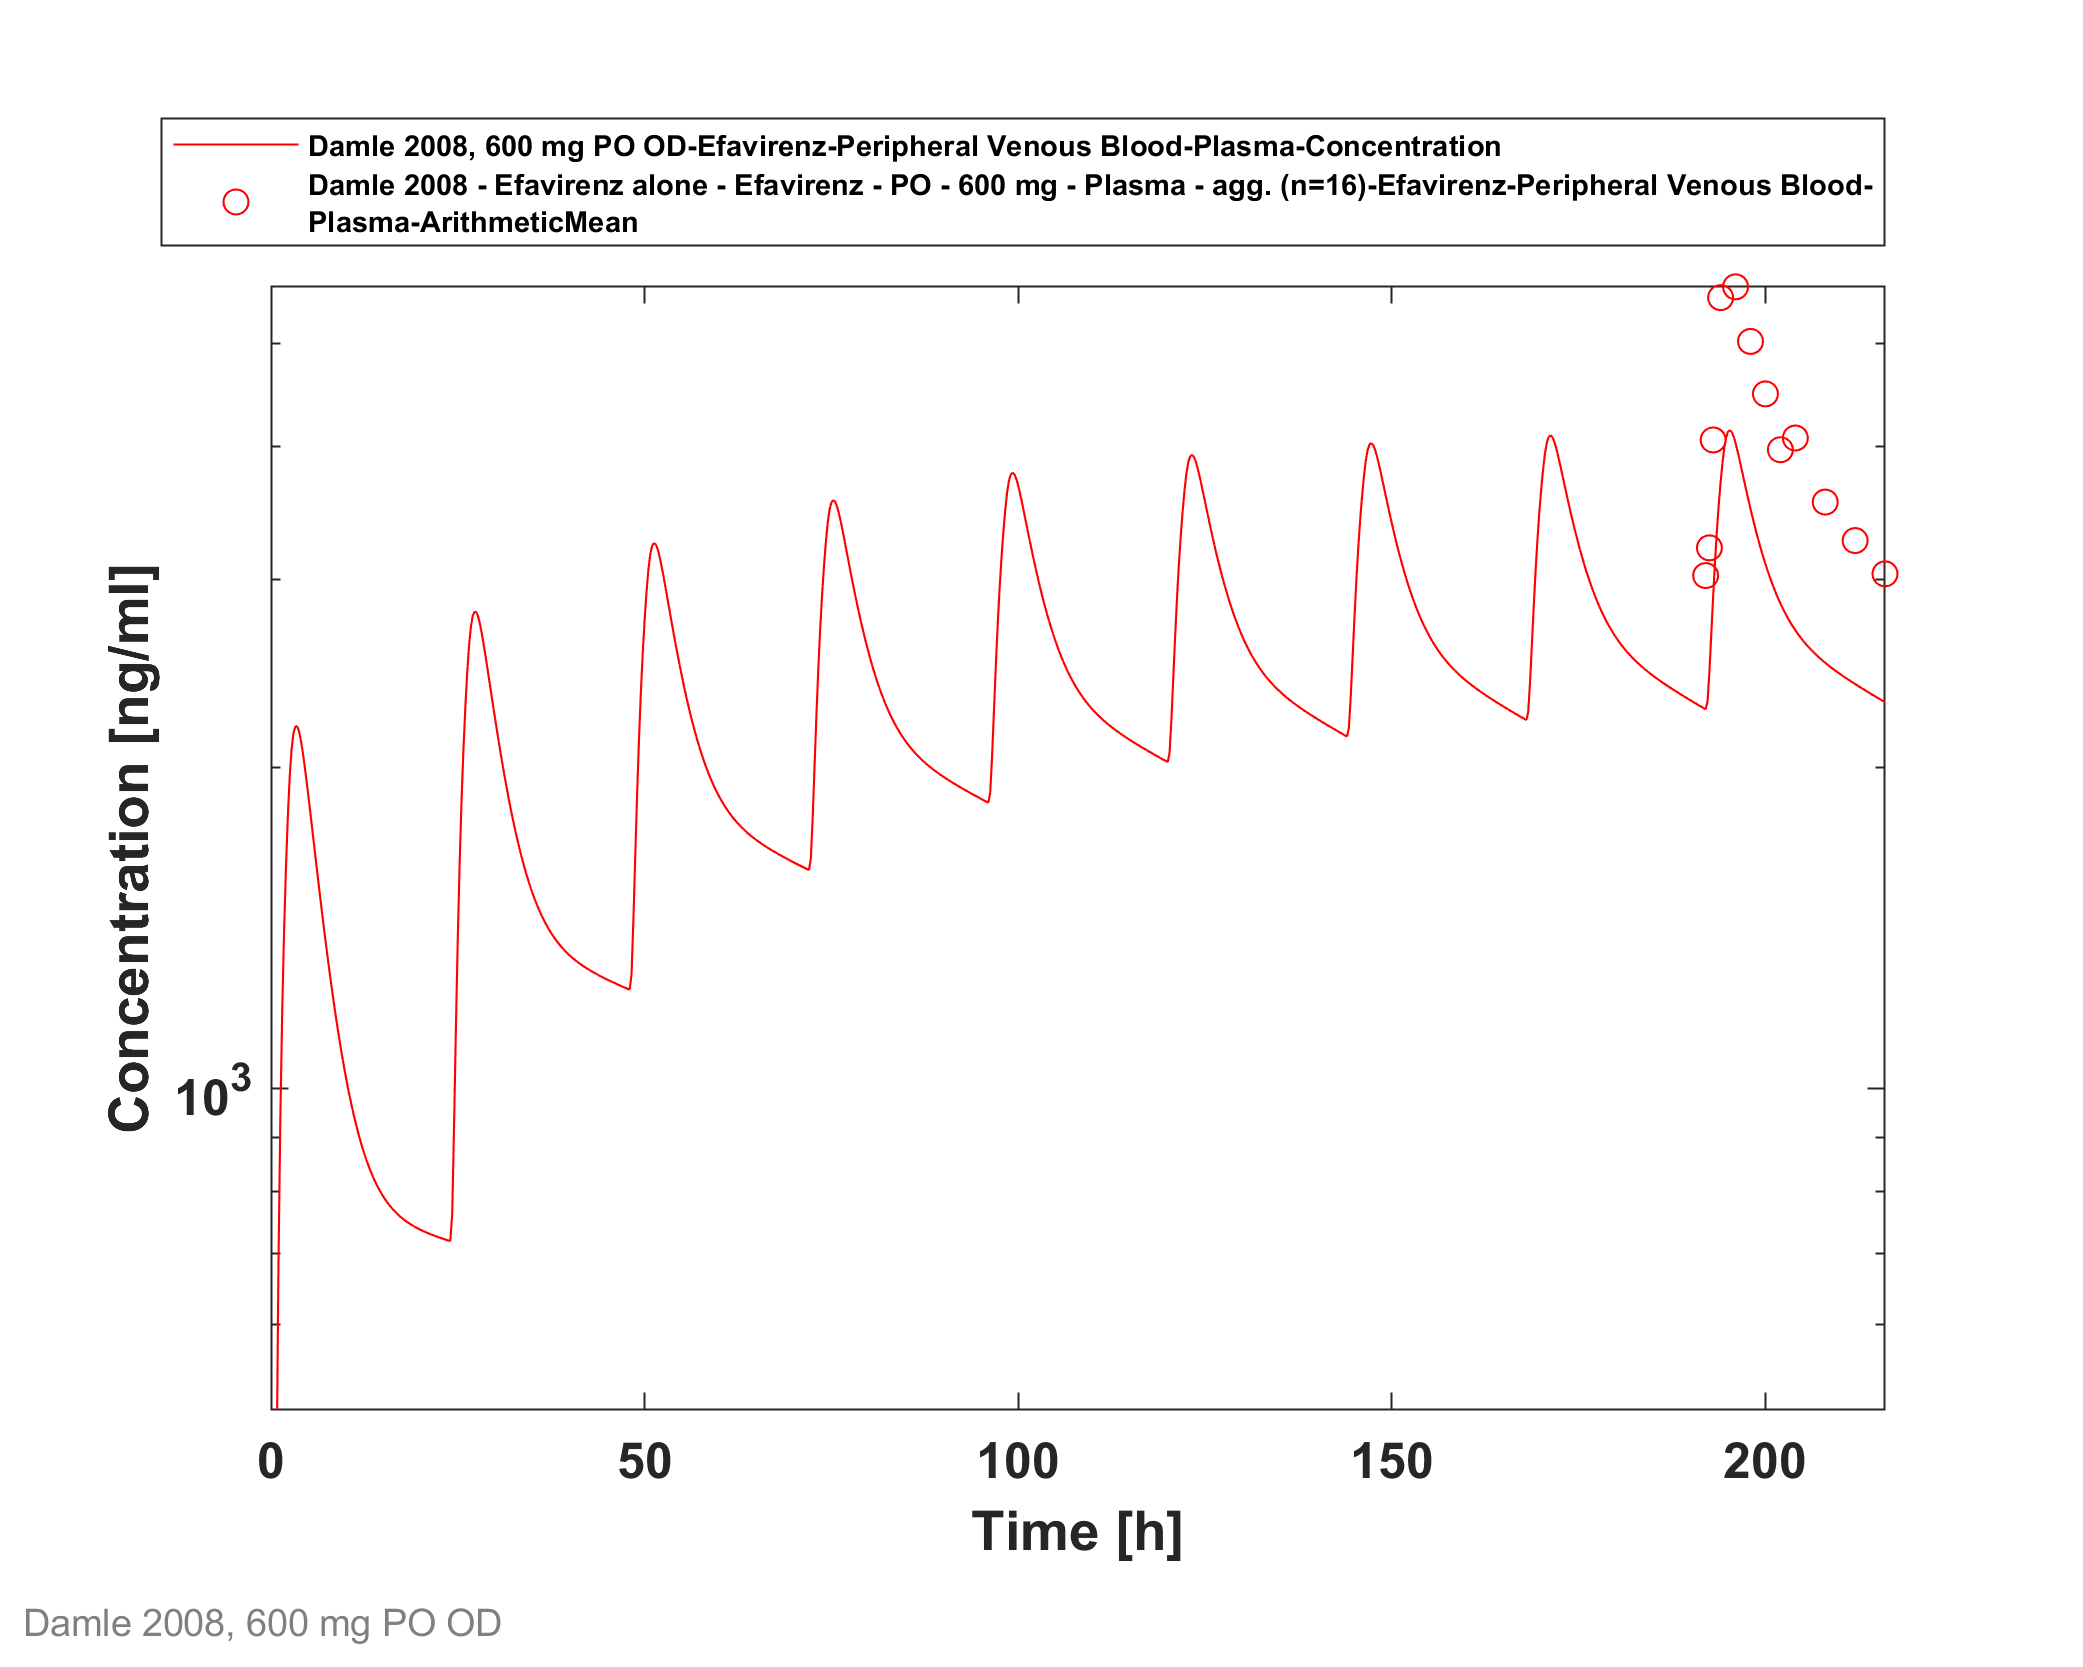 Damle 2008, 600 mg PO OD-Efavirenz-Peripheral Venous Blood-Plasma-Concentration
Damle 2008 - Efavirenz alone - Efavirenz - PO - 600 mg - Plasma - agg. (n=16)-Efavirenz-Peripheral Venous Blood-
Plasma-ArithmeticMean
Concentration [ng/ml]
10^3
0 50 100 150 200
Time [h]
Damle 2008, 600 mg PO OD